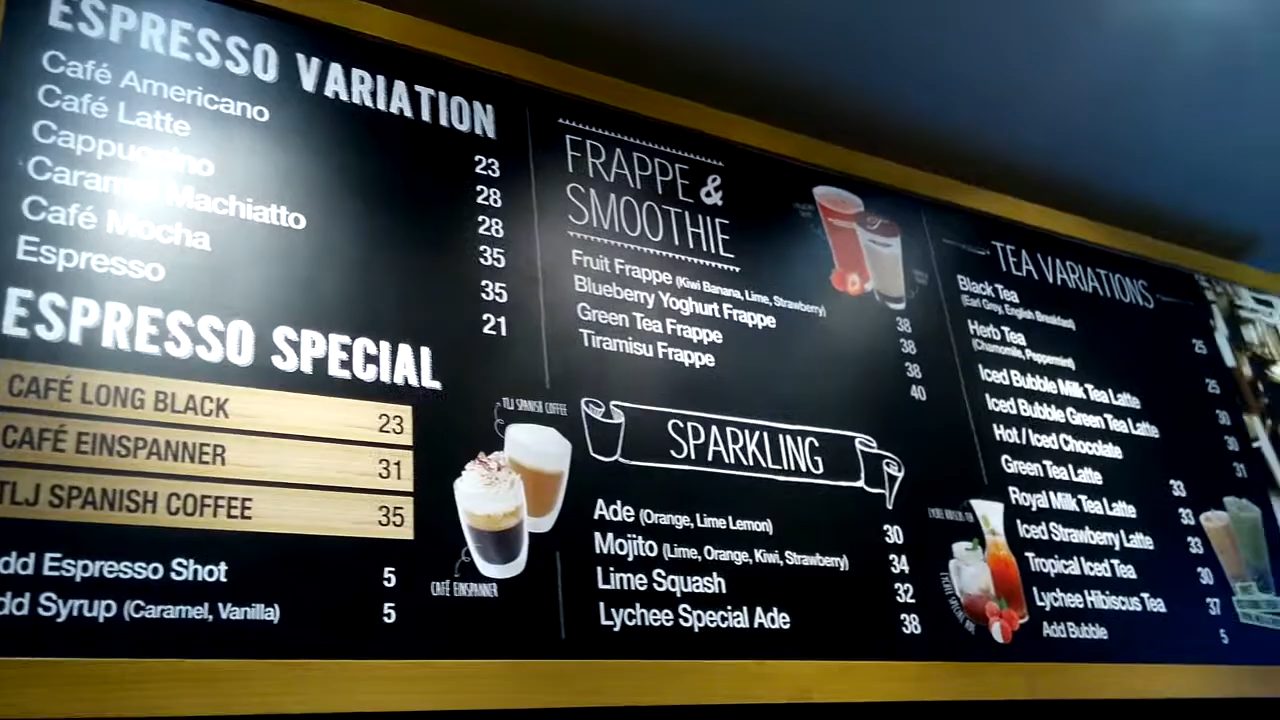 ESPRESSO VARIATION
Café Americano 23
Café Latte 28
Cappuccino 28
Caramel Machiatto 35
Café Mocha 35
Espresso 21
ESPRESSO SPECIAL
CAFÉ LONG BLACK 23
CAFÉ EINSPANNER 31
TLJ SPANISH COFFEE 35
dd Espresso Shot 5
dd Syrup (Caramel, Vanilla) 5
TLJ SPANISH COFFEE
CAFÉ EINSPANNER
FRAPPE &
SMOOTHIE
Fruit Frappe (Kiwi Banana, Lime, Strawberry) 38
Blueberry Yoghurt Frappe 38
Green Tea Frappe 38
Tiramisu Frappe 40
SPARKLING
Ade (Orange, Lime Lemon) 30
Mojito (Lime, Orange, Kiwi, Strawberry) 34
Lime Squash 32
Lychee Special Ade 38
LYCHEE HIBISCUS TEA
LYCHEE SPECIAL ADE
TEA VARIATIONS
Black Tea 25
(Earl Grey, English Breakfast)
Herb Tea 25
(Chamomile, Peppermint)
Iced Bubble Milk Tea Latte 30
Iced Bubble Green Tea Latte 30
Hot / Iced Chocolate 31
Green Tea Latte 33
Royal Milk Tea Latte 33
Iced Strawberry Latte 33
Tropical Iced Tea 30
Lychee Hibiscus Tea 37
Add Bubble 5